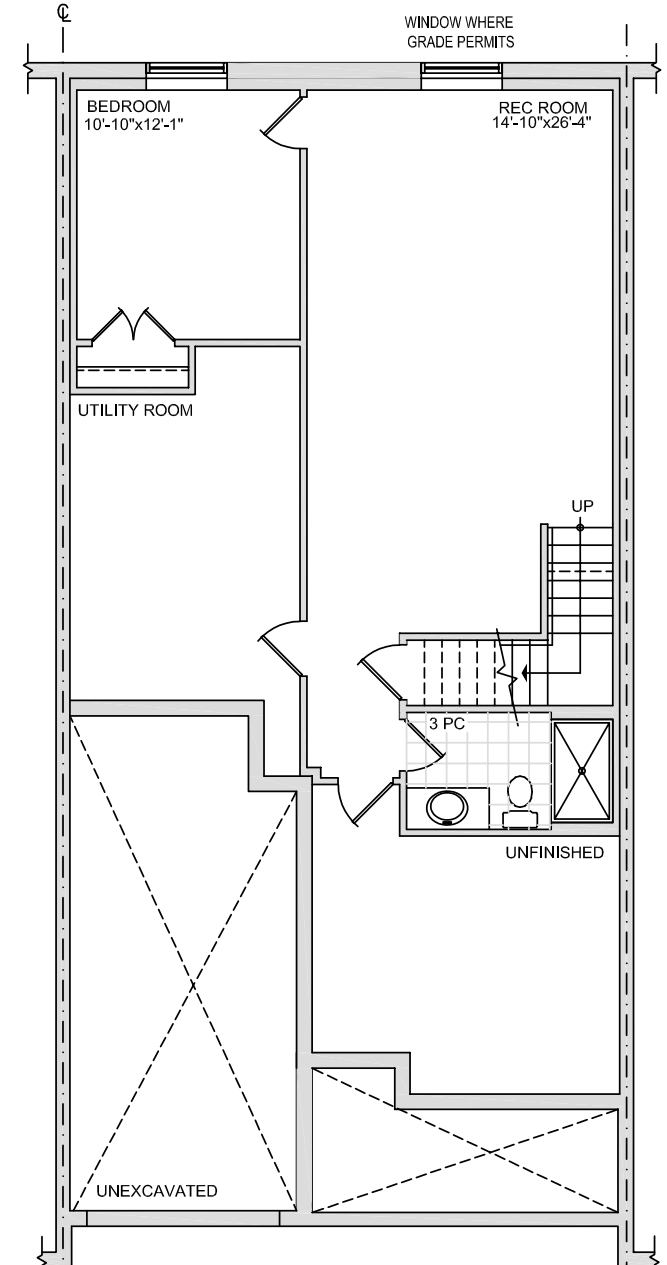 ℄
WINDOW WHERE
GRADE PERMITS
BEDROOM
10'-10"x12'-1"
REC ROOM
14'-10"x26'-4"
UTILITY ROOM
UP
3 PC
UNFINISHED
UNEXCAVATED